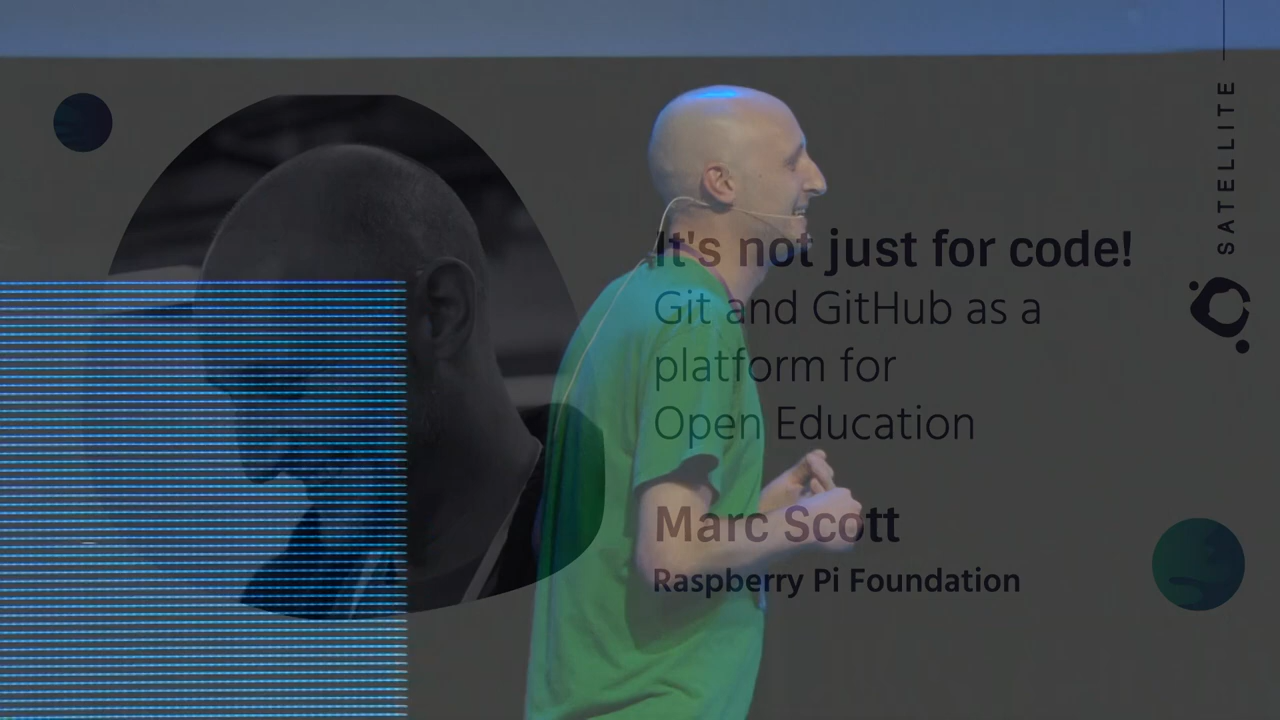 It's not just for code!
Git and GitHub as a
platform for
Open Education
Marc Scott
Raspberry Pi Foundation
SATELLITE